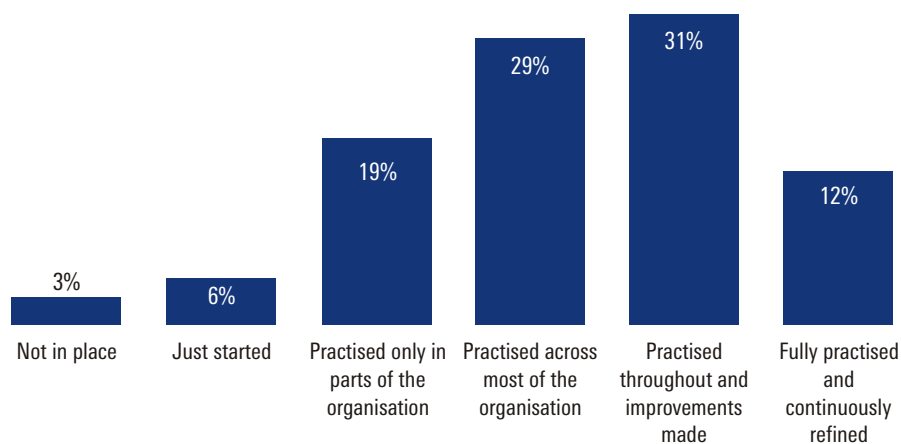 3%
6%
19%
29%
31%
12%
Not in place
Just started
Practised only in
parts of the
organisation
Practised across
most of the
organisation
Practised
throughout and
improvements
made
Fully practised
and
continuously
refined